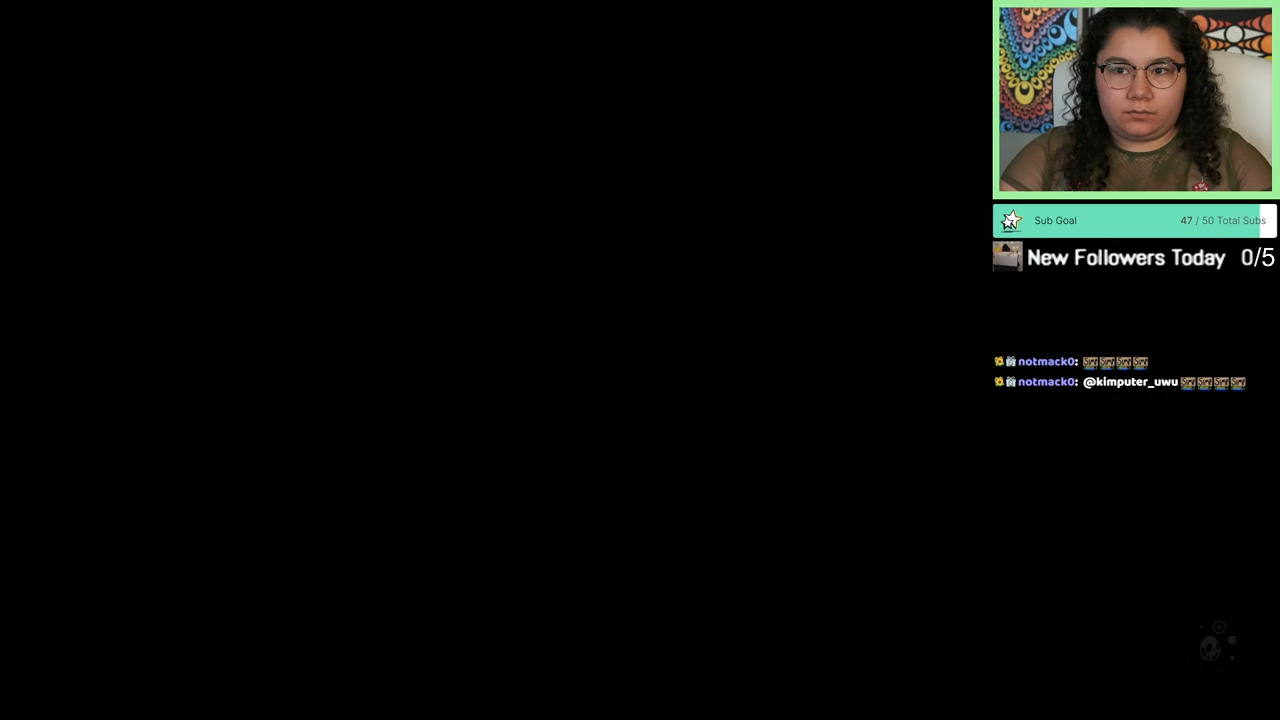 Sub Goal 47 / 50 Total Subs
New Followers Today 0/5
notmack0:
notmack0: @kimputer_uwu